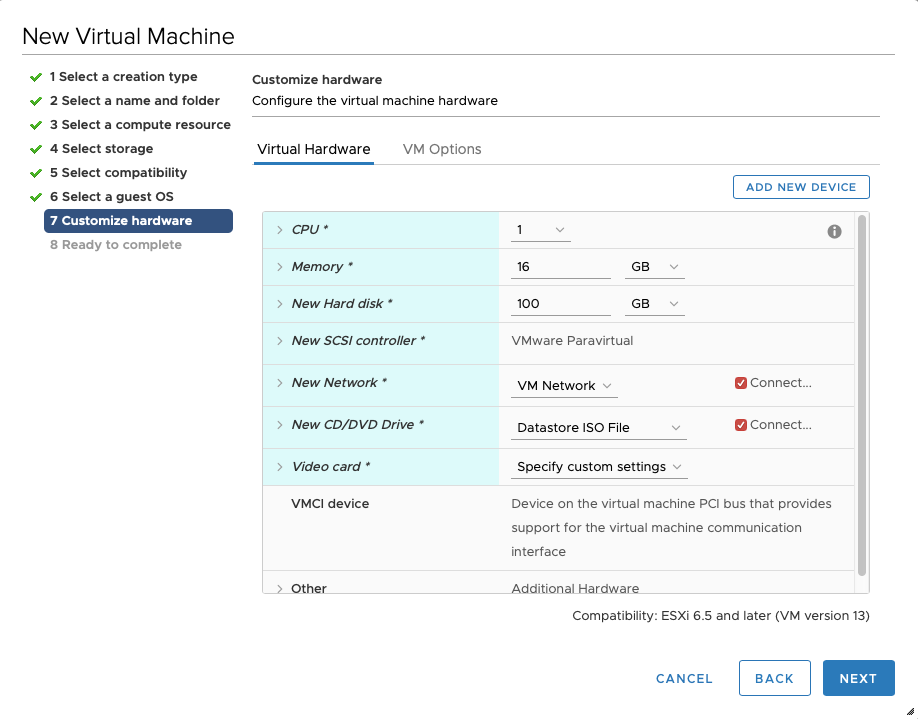 New Virtual Machine
1 Select a creation type
2 Select a name and folder
3 Select a compute resource
4 Select storage
5 Select compatibility
6 Select a guest OS
7 Customize hardware
8 Ready to complete
Customize hardware
Configure the virtual machine hardware
Virtual Hardware VM Options
ADD NEW DEVICE
CPU * 1
Memory * 16 GB
New Hard disk * 100 GB
New SCSI controller * VMware Paravirtual
New Network * VM Network Connect...
New CD/DVD Drive * Datastore ISO File Connect...
Video card * Specify custom settings
VMCI device Device on the virtual machine PCI bus that provides
support for the virtual machine communication
interface
Other Additional Hardware
Compatibility: ESXi 6.5 and later (VM version 13)
CANCEL BACK NEXT